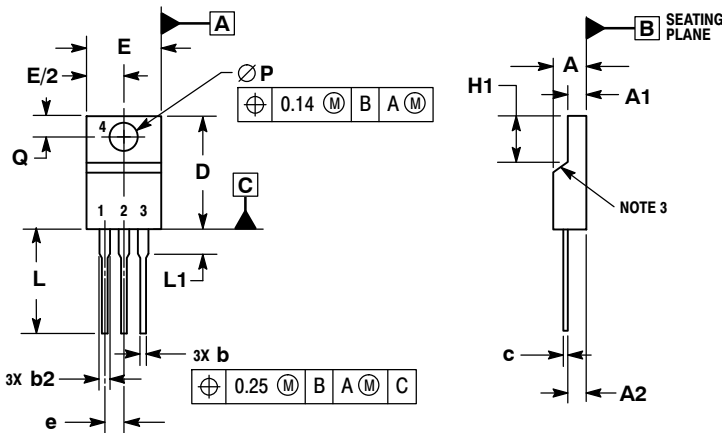 E
A
B SEATING PLANE
E/2
Ø P
A
H1
A1
⌖ 0.14 Ⓜ B A Ⓜ
4
Q
D
C
NOTE 3
1 2 3
L
L1
3X b
c
3X b2
⌖ 0.25 Ⓜ B A Ⓜ C
A2
e